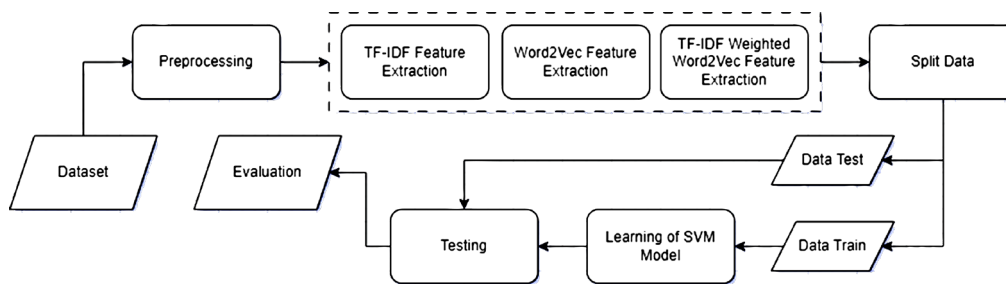 Preprocessing
TF-IDF Feature
Extraction
Word2Vec Feature
Extraction
TF-IDF Weighted
Word2Vec Feature
Extraction
Split Data
Dataset
Evaluation
Data Test
Testing
Learning of SVM
Model
Data Train